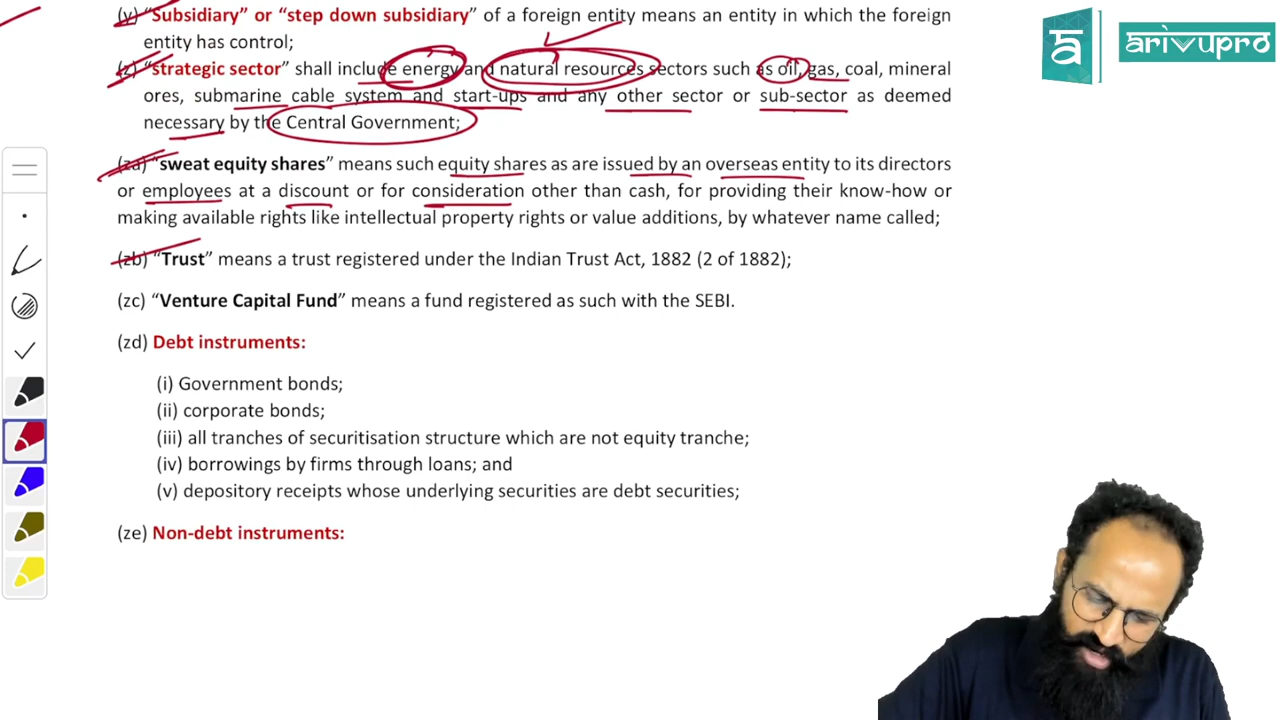 (y) “Subsidiary” or “step down subsidiary” of a foreign entity means an entity in which the foreign
entity has control;
(z) “strategic sector” shall include energy and natural resources sectors such as oil, gas, coal, mineral
ores, submarine cable system and start-ups and any other sector or sub-sector as deemed
necessary by the Central Government;
(za) “sweat equity shares” means such equity shares as are issued by an overseas entity to its directors
or employees at a discount or for consideration other than cash, for providing their know-how or
making available rights like intellectual property rights or value additions, by whatever name called;
(zb) “Trust” means a trust registered under the Indian Trust Act, 1882 (2 of 1882);
(zc) “Venture Capital Fund” means a fund registered as such with the SEBI.
(zd) Debt instruments:
(i) Government bonds;
(ii) corporate bonds;
(iii) all tranches of securitisation structure which are not equity tranche;
(iv) borrowings by firms through loans; and
(v) depository receipts whose underlying securities are debt securities;
(ze) Non-debt instruments:
arivupro